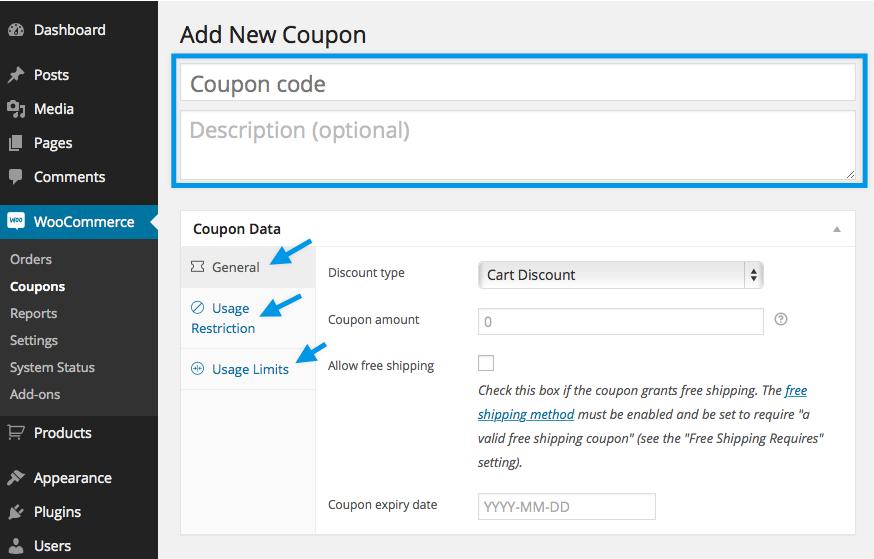 Dashboard
Posts
Media
Pages
Comments
WOO
WooCommerce
Orders
Coupons
Reports
Settings
System Status
Add-ons
Products
Appearance
Plugins
Users
Add New Coupon
Coupon code
Description (optional)
Coupon Data
General
Usage
Restriction
Usage Limits
Discount type
Cart Discount
Coupon amount
0
?
Allow free shipping
Check this box if the coupon grants free shipping. The free
shipping method must be enabled and be set to require "a
valid free shipping coupon" (see the "Free Shipping Requires"
setting).
Coupon expiry date
YYYY-MM-DD